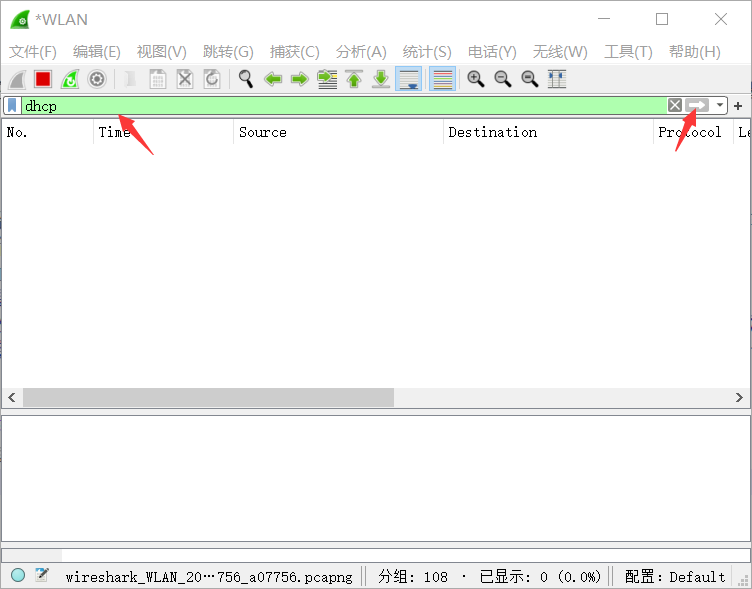 *WLAN
文件(F) 编辑(E) 视图(V) 跳转(G) 捕获(C) 分析(A) 统计(S) 电话(Y) 无线(W) 工具(T) 帮助(H)
dhcp
No. Time Source Destination Protocol Le
wireshark_WLAN_20…756_a07756.pcapng 分组: 108 · 已显示: 0 (0.0%) 配置: Default